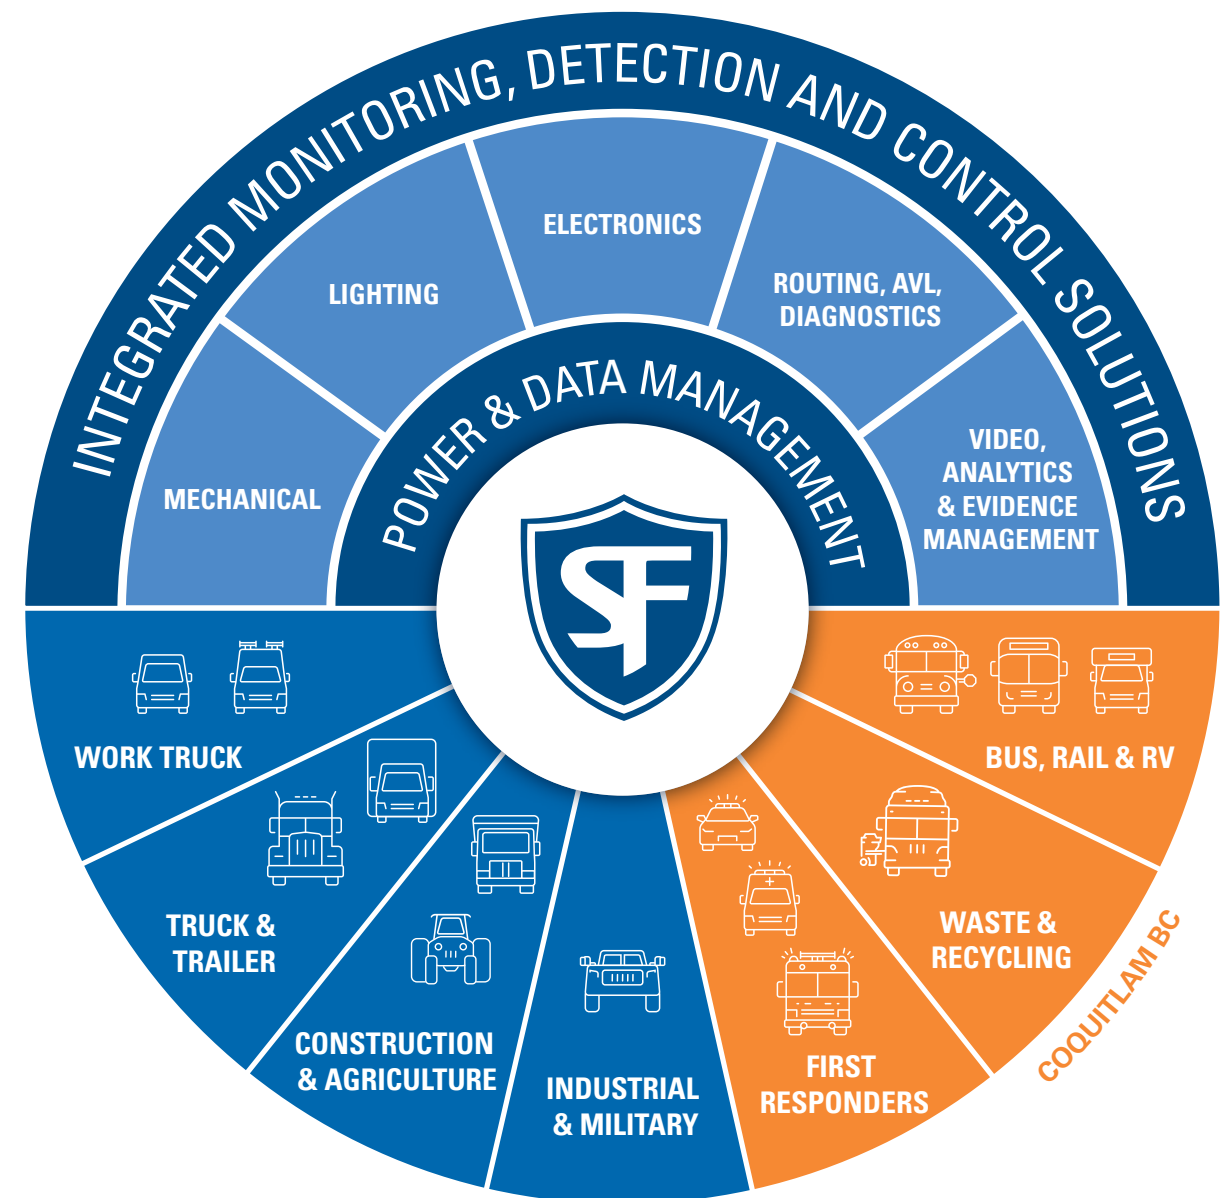 INTEGRATED MONITORING, DETECTION AND CONTROL SOLUTIONS
MECHANICAL
LIGHTING
ELECTRONICS
ROUTING, AVL,
DIAGNOSTICS
VIDEO,
ANALYTICS
& EVIDENCE
MANAGEMENT
POWER & DATA MANAGEMENT
SF
WORK TRUCK
TRUCK &
TRAILER
CONSTRUCTION
& AGRICULTURE
INDUSTRIAL
& MILITARY
FIRST
RESPONDERS
WASTE &
RECYCLING
BUS, RAIL & RV
COQUITLAM BC